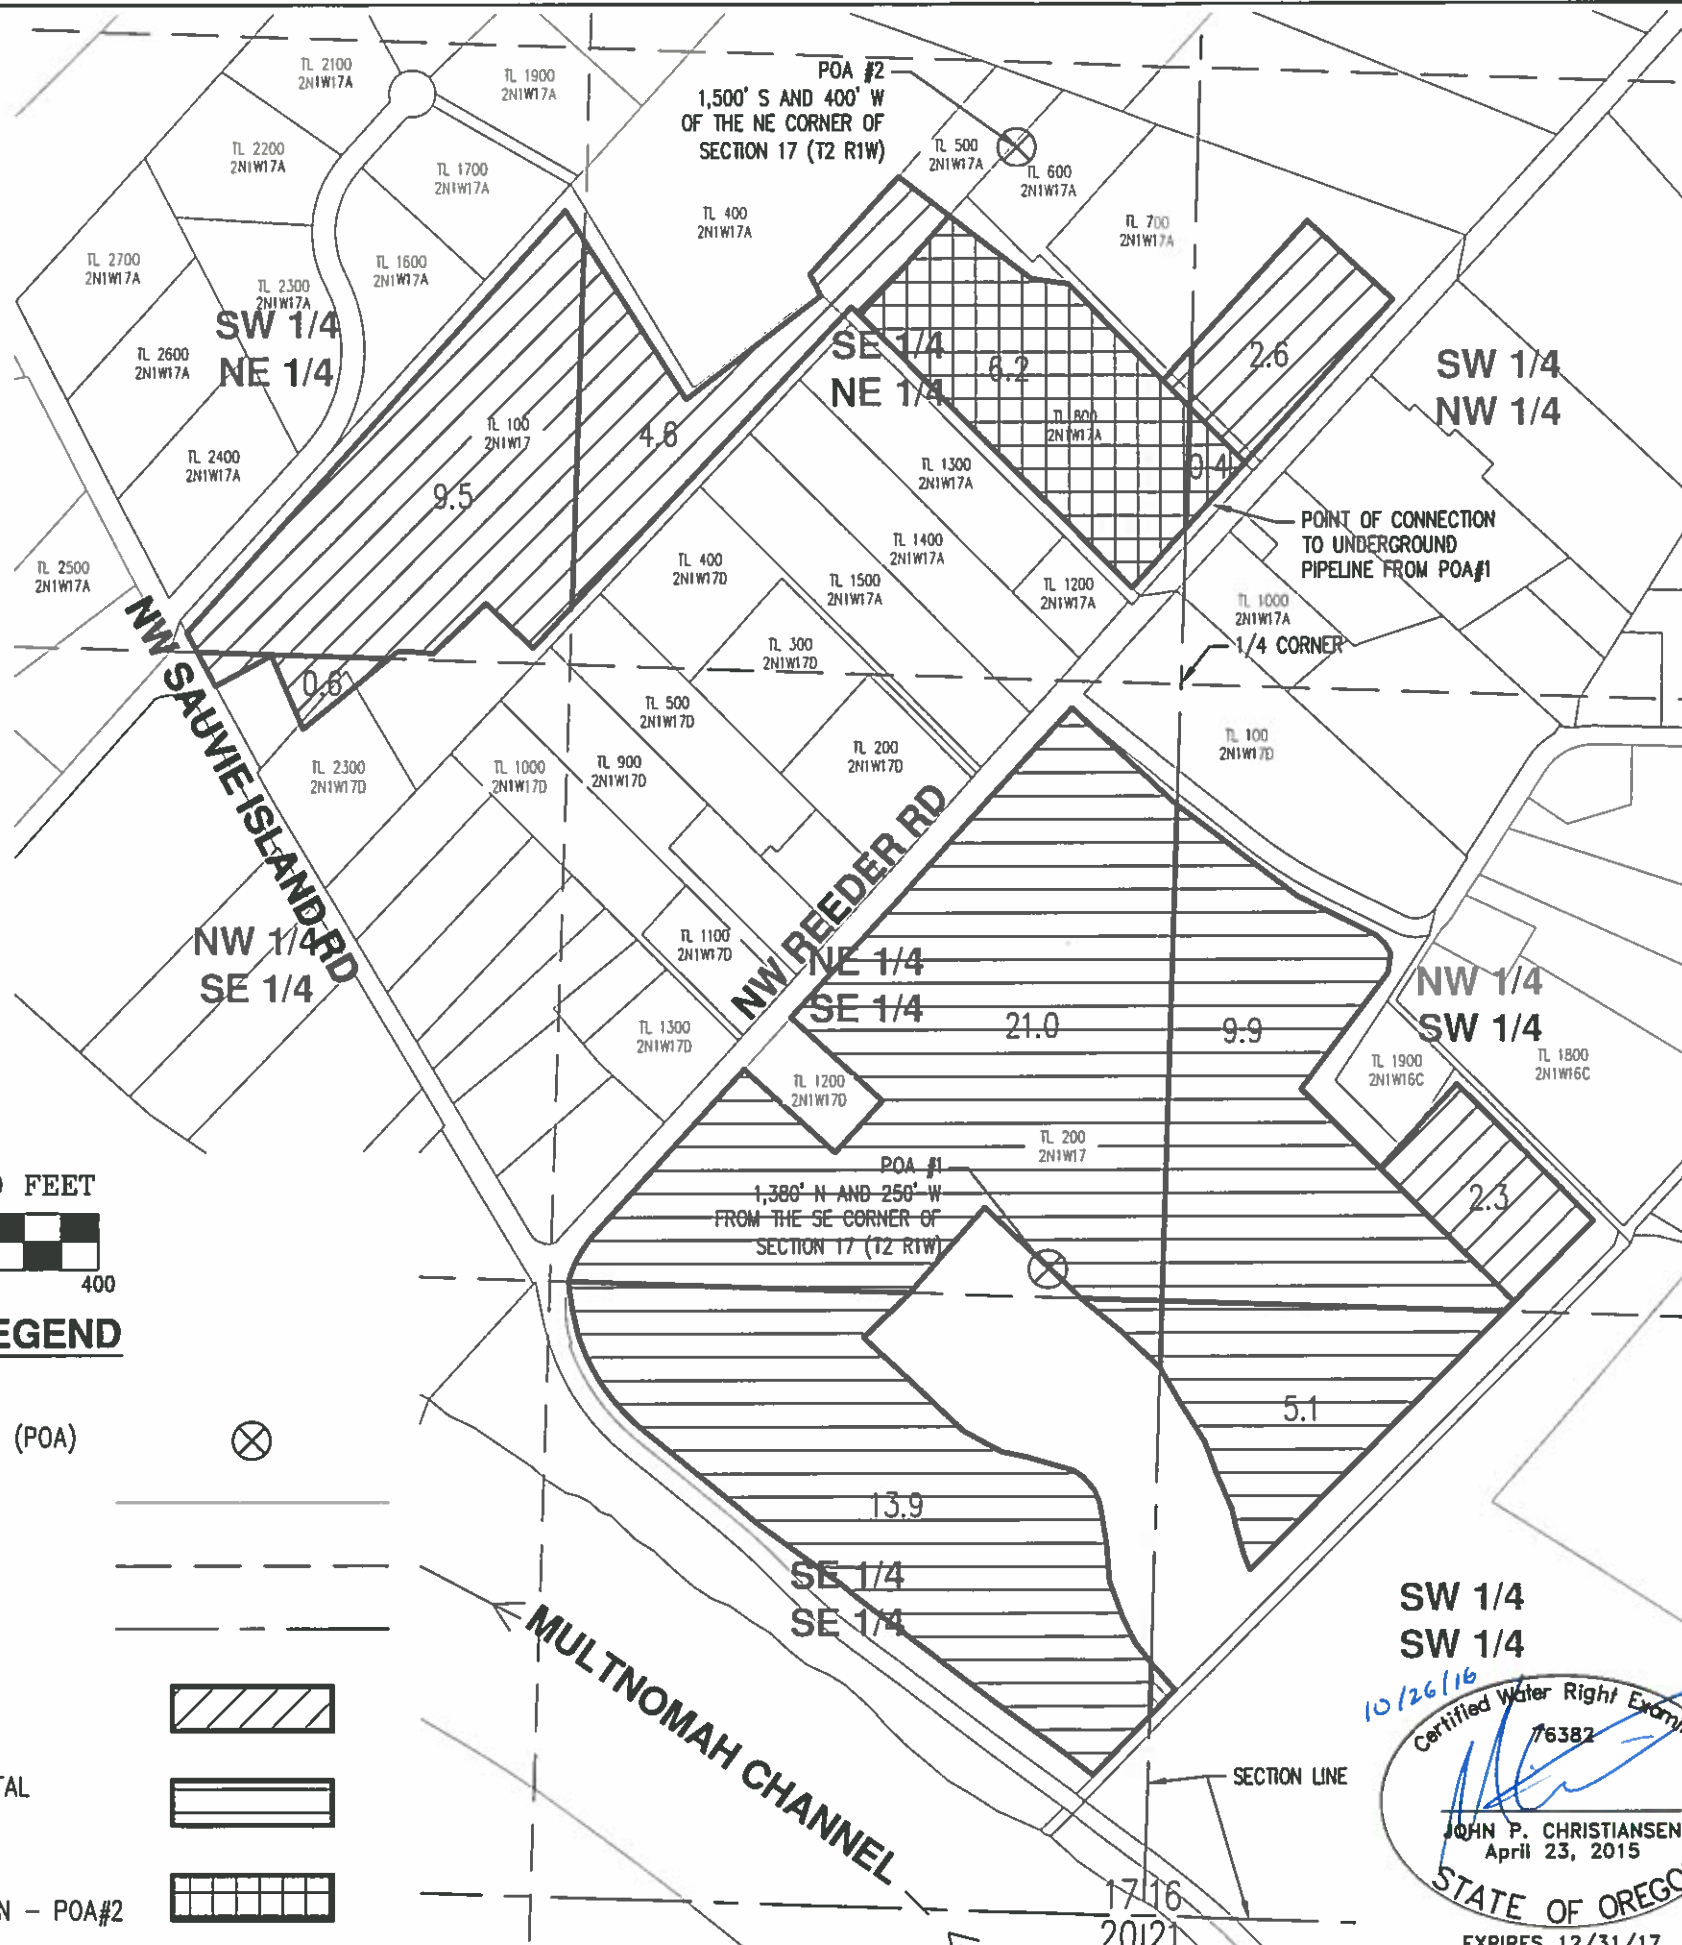 TL 2100
2N1W17A
TL 1900
2N1W17A
POA #2
1,500' S AND 400' W
OF THE NE CORNER OF
SECTION 17 (T2 R1W)
TL 2200
2N1W17A
TL 1700
2N1W17A
TL 500
2N1W17A
TL 600
2N1W17A
TL 400
2N1W17A
TL 700
2N1W17A
TL 2700
2N1W17A
TL 2300
2N1W17A
TL 1600
2N1W17A
SW 1/4
NE 1/4
TL 2600
2N1W17A
SE 1/4
NE 1/4
6.2
2.6
SW 1/4
NW 1/4
TL 100
2N1W17
4.6
TL 800
2N1W17A
TL 2400
2N1W17A
9.5
TL 1300
2N1W17A
0.4
POINT OF CONNECTION
TO UNDERGROUND
PIPELINE FROM POA#1
TL 2500
2N1W17A
TL 400
2N1W17D
TL 1400
2N1W17A
TL 1500
2N1W17A
TL 1200
2N1W17A
TL 1000
2N1W17A
1/4 CORNER
TL 300
2N1W17D
0.6
NW SAUVIE ISLAND RD
TL 500
2N1W17D
TL 200
2N1W17D
TL 100
2N1W17D
TL 2300
2N1W17D
TL 1000
2N1W17D
TL 900
2N1W17D
NW REEDER RD
NW 1/4
SE 1/4
TL 1100
2N1W17D
NE 1/4
SE 1/4
21.0
9.9
NW 1/4
SW 1/4
TL 1300
2N1W17D
TL 1200
2N1W17D
TL 1900
2N1W16C
TL 1800
2N1W16C
TL 200
2N1W17
POA #1
1,380' N AND 250' W
FROM THE SE CORNER OF
SECTION 17 (T2 R1W)
2.3
FEET
400
EGEND
(POA)
5.1
13.9
SE 1/4
SE 1/4
SW 1/4
SW 1/4
MULTNOMAH CHANNEL
TAL
N – POA#2
SECTION LINE
17 16
20 21
10/26/16
Certified Water Right Exami
76382
JOHN P. CHRISTIANSEN
April 23, 2015
STATE OF OREGO
EXPIRES 12/31/17